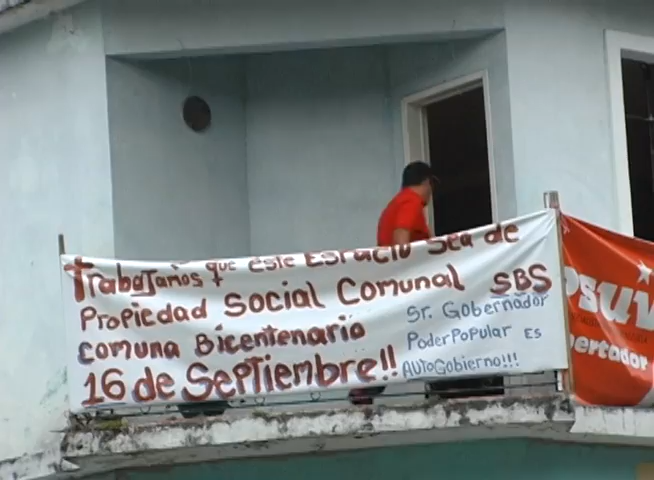 Trabajamos + que este Espacio sea de
Propiedad Social Comunal SBS
Comuna Bicentenario
16 de Septiembre!!
Sr. Gobernador
Poder Popular es
AutoGobierno!!!
PSUV
ertador